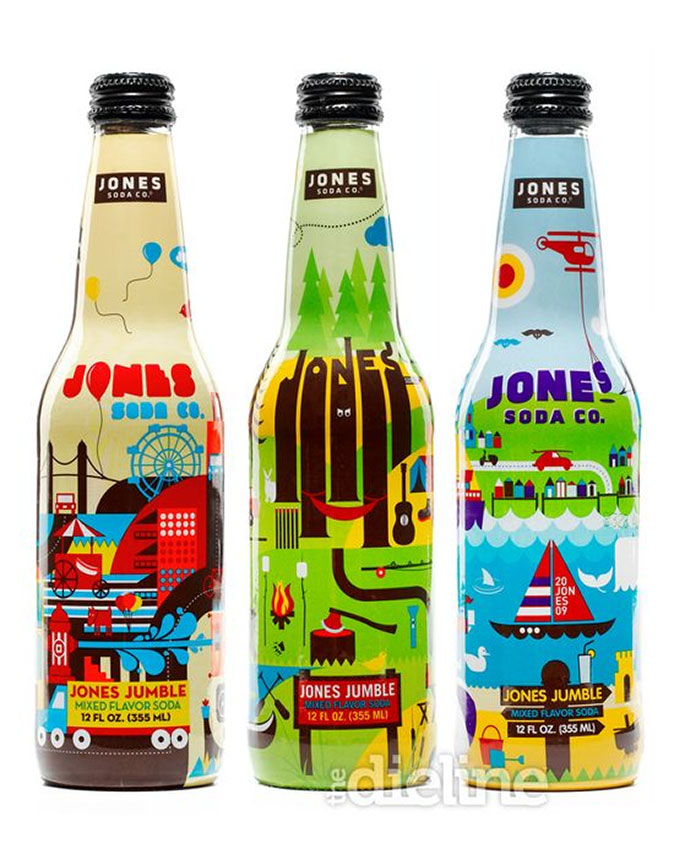 JONES
SODA CO.®
JONES
SODA CO.
JONES JUMBLE
MIXED FLAVOR SODA
12 FL OZ. (355 ML)
JONES
SODA CO.®
JONES
JONES JUMBLE
MIXED FLAVOR SODA
12 FL OZ. (355 ML)
JONES
SODA CO.®
JONES
SODA CO.
20
JON
ES
09
JONES JUMBLE
MIXED FLAVOR SODA
12 FL OZ. (355 ML)
the dieline